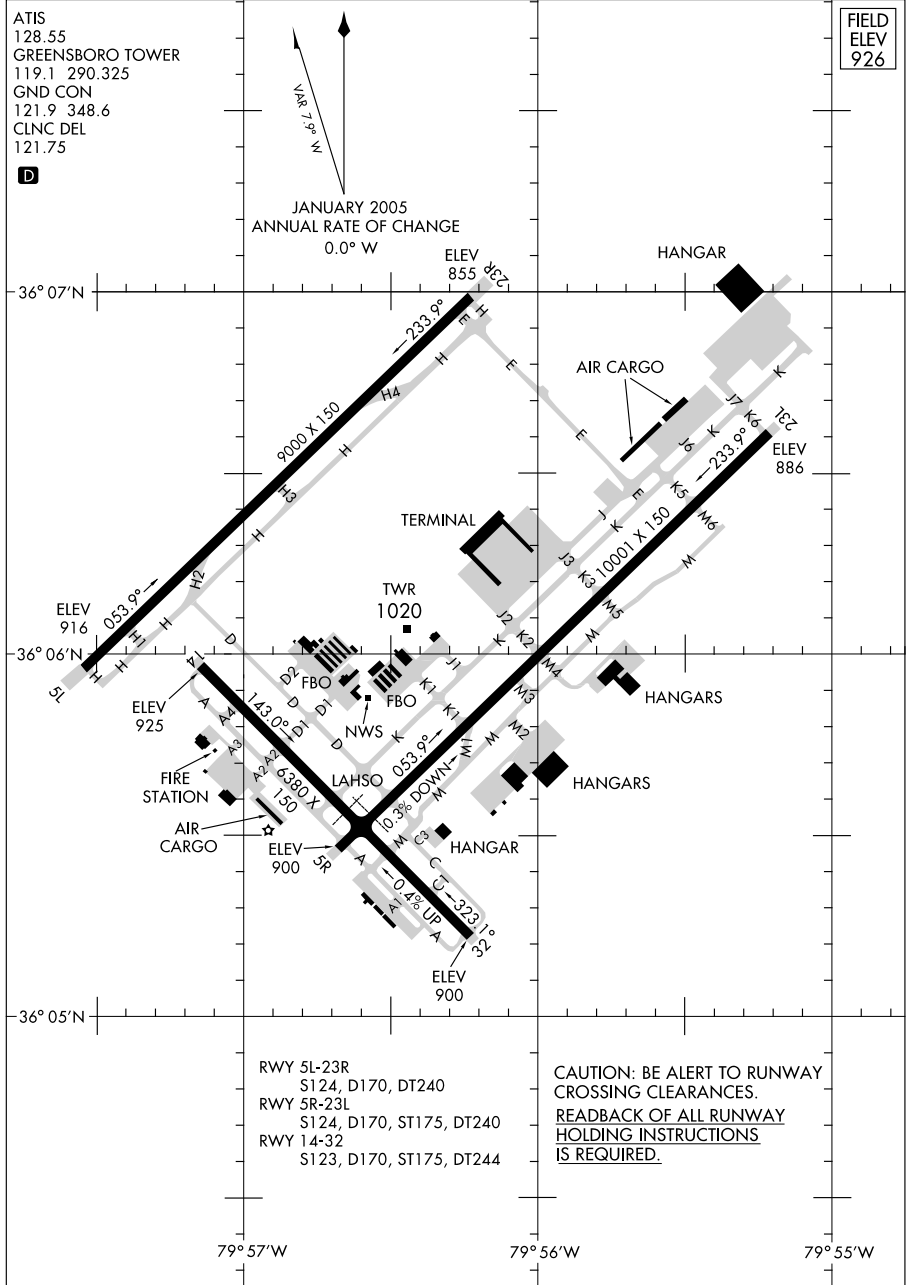 ATIS
128.55
GREENSBORO TOWER
119.1 290.325
GND CON
121.9 348.6
CLNC DEL
121.75
D
VAR 7.9° W
JANUARY 2005
ANNUAL RATE OF CHANGE
0.0° W
FIELD
ELEV
926
ELEV
855
23R
HANGAR
36° 07'N
233.9°
H
E
H
E
AIR CARGO
K
H4
J7
K6
23L
9000 X 150
H
J6
K
233.9°
ELEV
886
E
E
K5
H3
TERMINAL
J
K
M6
H
10001 X 150
J3
K3
M
H2
TWR
1020
J2
K
K2
M5
M
ELEV
916
053.9°
H1
H
D
36° 06'N
5L
H
H
14
D2
FBO
J1
M4
ELEV
925
143.0°
D
D1
D1
NWS
FBO
K1
K1
M3
HANGARS
A
A4
A3
D
K
053.9°
M1
M
M2
FIRE
STATION
A2
A2
6380 X 150
LAHSO
0.3% DOWN
M
HANGARS
AIR
CARGO
ELEV
900
5R
A
M
C3
HANGAR
C
C1
0.4% UP
323.1°
A1
A
32
ELEV
900
36° 05'N
RWY 5L-23R
S124, D170, DT240
RWY 5R-23L
S124, D170, ST175, DT240
RWY 14-32
S123, D170, ST175, DT244
CAUTION: BE ALERT TO RUNWAY
CROSSING CLEARANCES.
READBACK OF ALL RUNWAY
HOLDING INSTRUCTIONS
IS REQUIRED.
79° 57'W
79° 56'W
79° 55'W